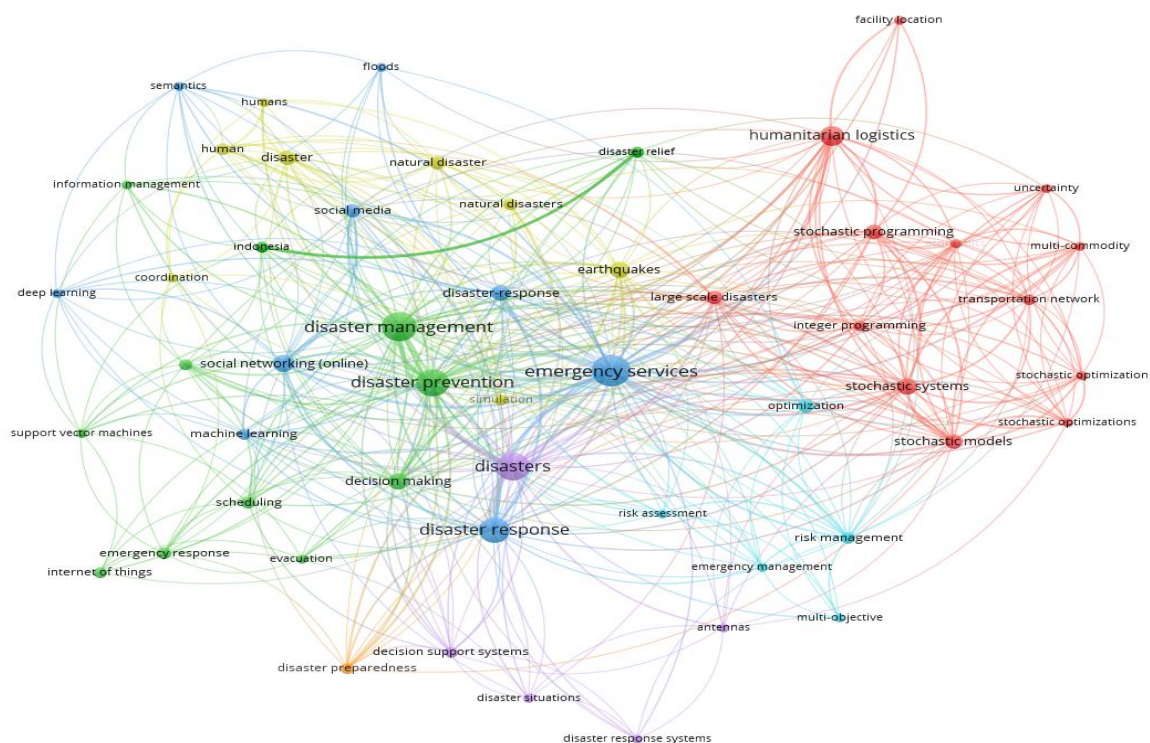 facility location
floods
semantics
humans
humanitarian logistics
human
disaster
disaster relief
natural disaster
information management
uncertainty
natural disasters
social media
stochastic programming
indonesia
multi-commodity
earthquakes
coordination
deep learning
disaster-response
large scale disasters
transportation network
disaster management
integer programming
social networking (online)
emergency services
stochastic optimization
disaster prevention
stochastic systems
simulation
optimization
stochastic optimizations
support vector machines
machine learning
stochastic models
disasters
decision making
scheduling
risk assessment
disaster response
risk management
emergency response
evacuation
emergency management
internet of things
multi-objective
antennas
decision support systems
disaster preparedness
disaster situations
disaster response systems